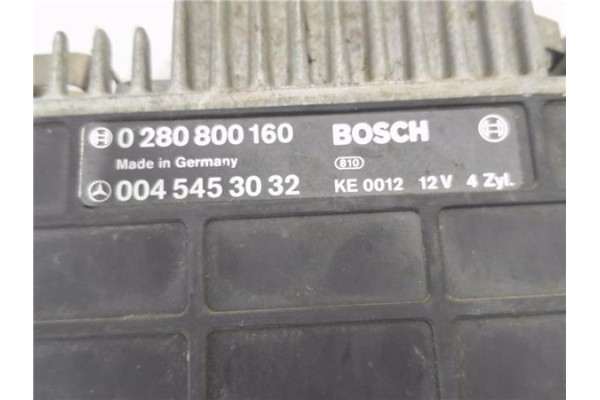 0 280 800 160 BOSCH
Made in Germany 810
004 545 30 32 KE 0012 12 V 4 Zyl.